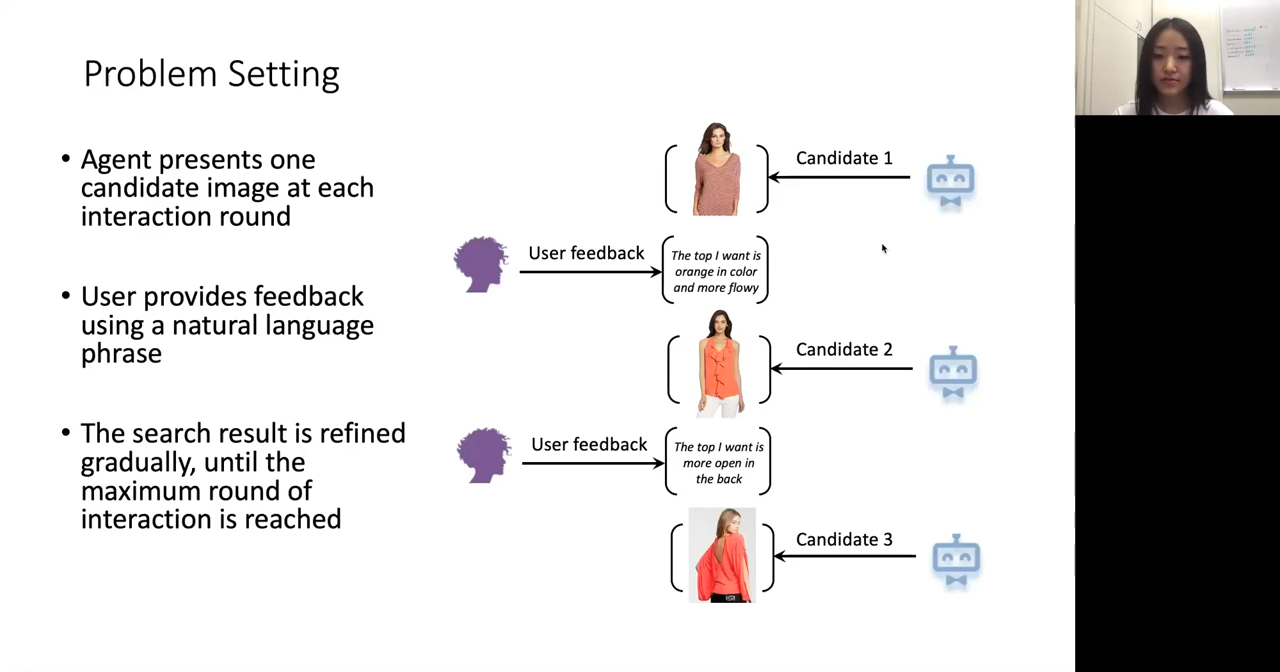 Problem Setting
• Agent presents one
candidate image at each
interaction round
• User provides feedback
using a natural language
phrase
• The search result is refined
gradually, until the
maximum round of
interaction is reached
Candidate 1
User feedback
The top I want is
orange in color
and more flowy
Candidate 2
User feedback
The top I want is
more open in
the back
Candidate 3